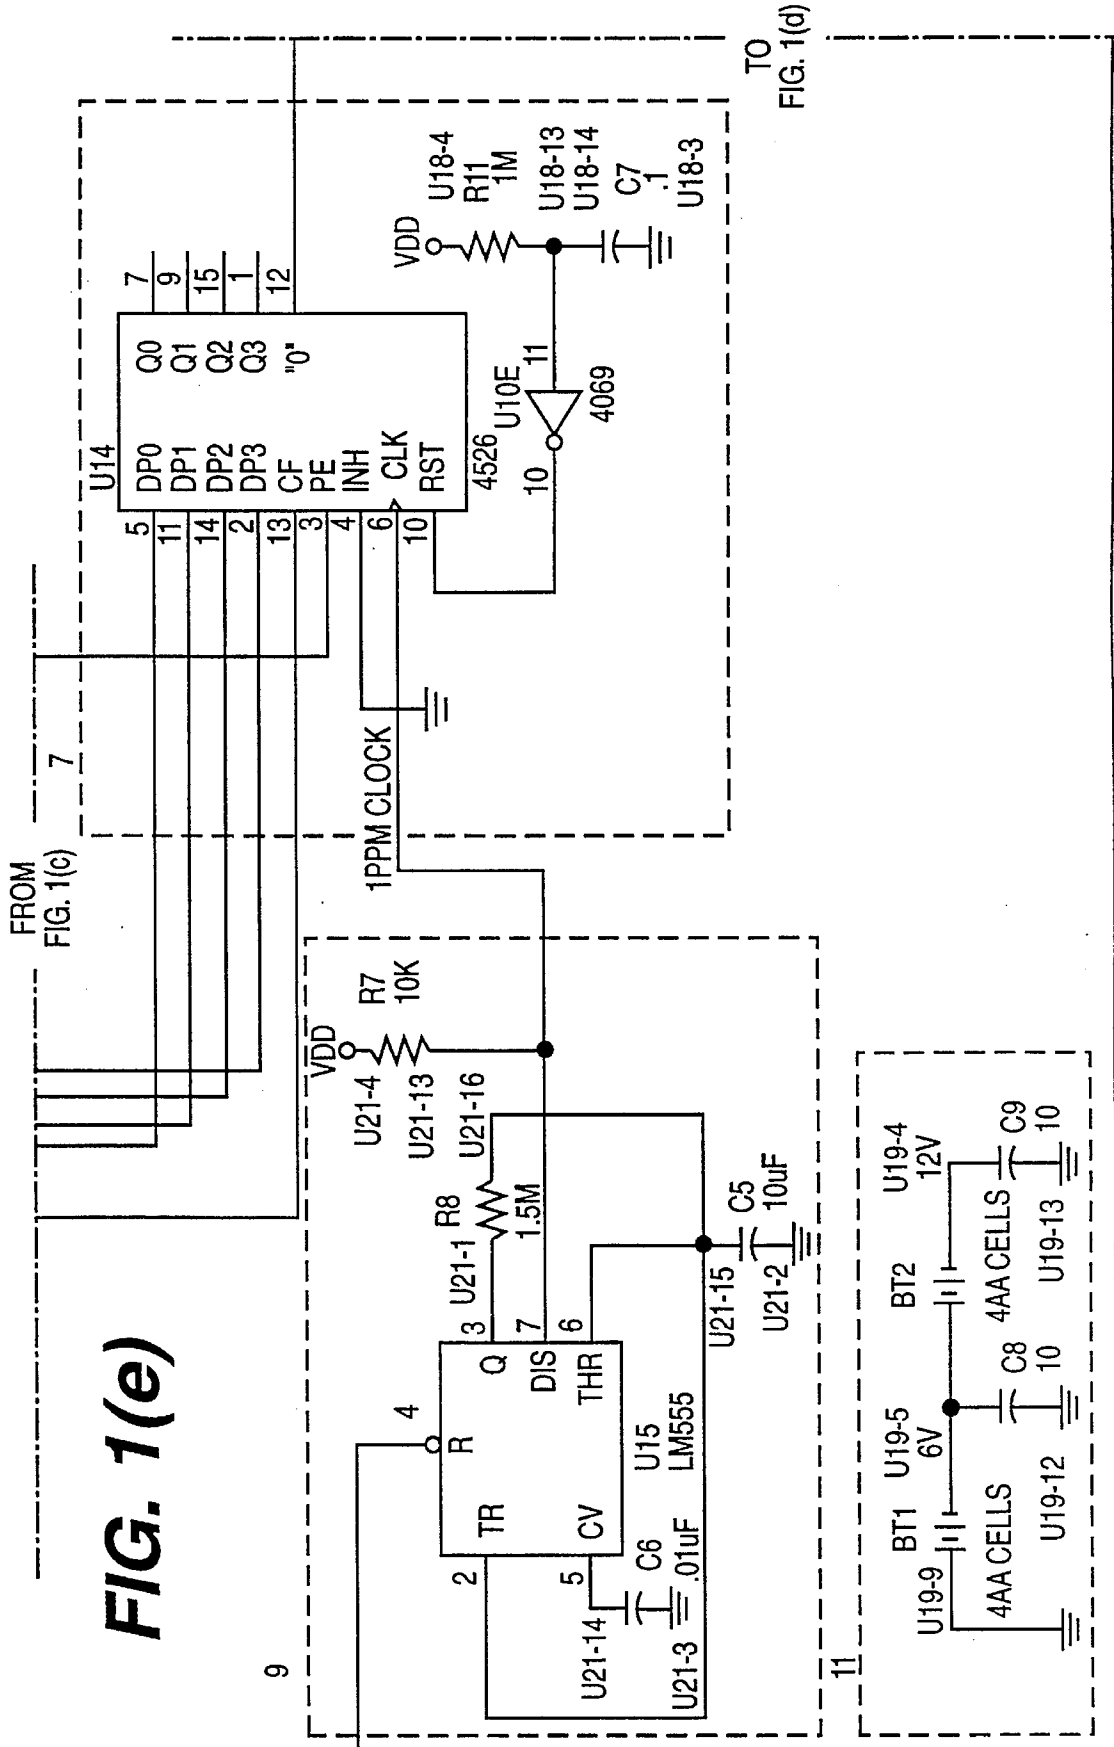 FIG. 1(e)
FROM
FIG. 1(c)
TO
FIG. 1(d)
7
U14
5
11
14
2
13
3
4
6
10
DP0
DP1
DP2
DP3
CF
PE
INH
CLK
RST
Q0
Q1
Q2
Q3
"0"
7
9
15
1
12
4526
10
U10E
11
4069
VDD
U18-4
R11
1M
U18-13
U18-14
C7
.1
U18-3
1PPM CLOCK
9
4
R
TR
CV
Q
DIS
THR
2
5
3
7
6
U15
LM555
U21-14
C6
.01uF
U21-3
U21-1
R8
1.5M
U21-16
VDD
U21-4
R7
10K
U21-13
U21-15
C5
10uF
U21-2
11
U19-9
BT1
4AA CELLS
U19-5
6V
C8
10
U19-12
BT2
4AA CELLS
U19-4
12V
C9
10
U19-13